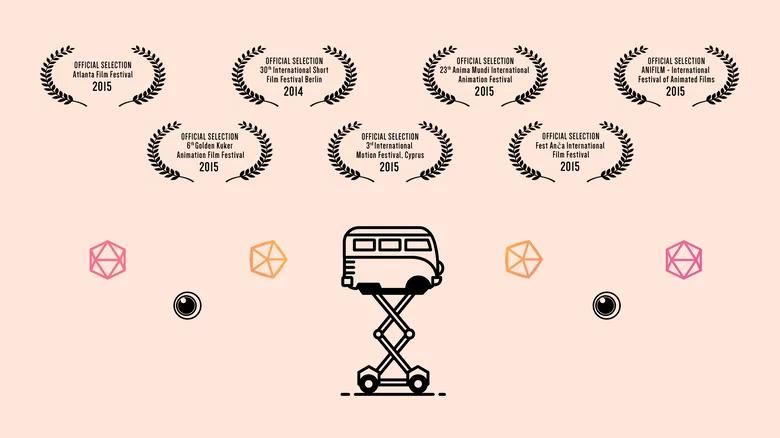 OFFICIAL SELECTION
Atlanta Film Festival
2015
OFFICIAL SELECTION
30th International Short
Film Festival Berlin
2014
OFFICIAL SELECTION
23th Anima Mundi International
Animation Festival
2015
OFFICIAL SELECTION
ANIFILM - International
Festival of Animated Films
2015
OFFICIAL SELECTION
6th Golden Kuker
Animation Film Festival
2015
OFFICIAL SELECTION
3rd International
Motion Festival, Cyprus
2015
OFFICIAL SELECTION
Fest Anča International
Film Festival
2015